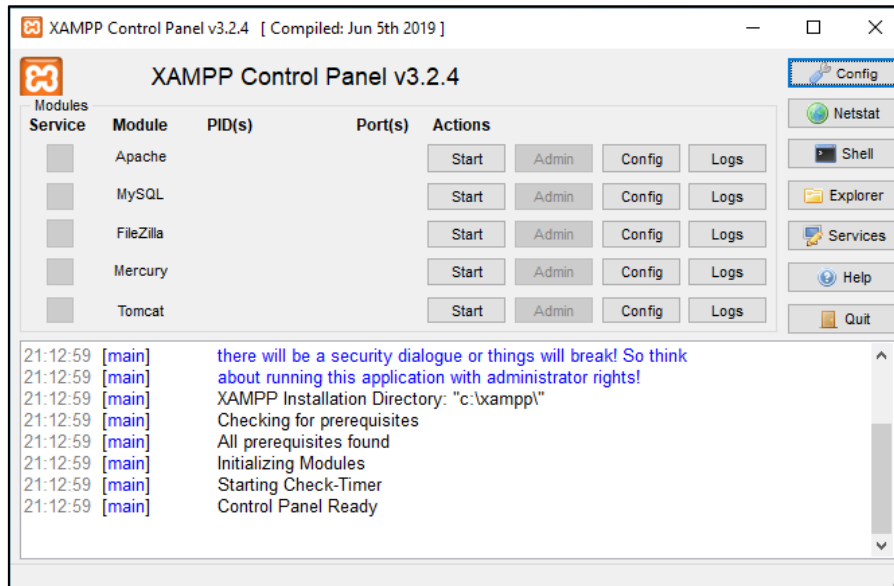 XAMPP Control Panel v3.2.4 [ Compiled: Jun 5th 2019 ]
XAMPP Control Panel v3.2.4
Config
Modules
Service Module PID(s) Port(s) Actions
Netstat
Apache Start Admin Config Logs
Shell
MySQL Start Admin Config Logs
Explorer
FileZilla Start Admin Config Logs
Services
Mercury Start Admin Config Logs
Help
Tomcat Start Admin Config Logs
Quit
21:12:59 [main] there will be a security dialogue or things will break! So think
21:12:59 [main] about running this application with administrator rights!
21:12:59 [main] XAMPP Installation Directory: "c:\xampp\"
21:12:59 [main] Checking for prerequisites
21:12:59 [main] All prerequisites found
21:12:59 [main] Initializing Modules
21:12:59 [main] Starting Check-Timer
21:12:59 [main] Control Panel Ready